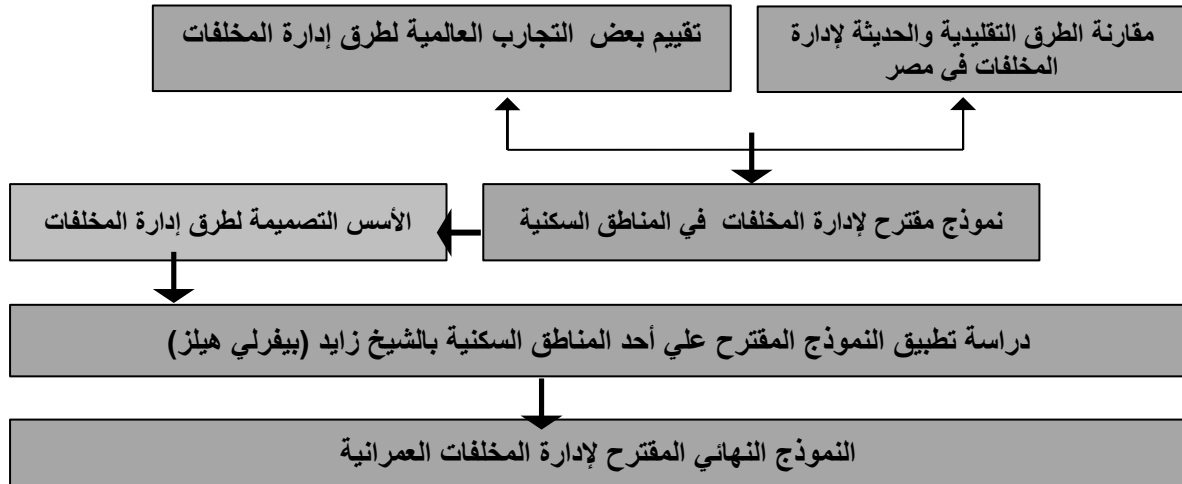 مقارنة الطرق التقليدية والحديثة لإدارة
المخلفات في مصر
تقييم بعض التجارب العالمية لطرق إدارة المخلفات
نموذج مقترح لإدارة المخلفات في المناطق السكنية
الأسس التصميمة لطرق إدارة المخلفات
دراسة تطبيق النموذج المقترح علي أحد المناطق السكنية بالشيخ زايد (بيفرلي هيلز)
النموذج النهائي المقترح لإدارة المخلفات العمرانية